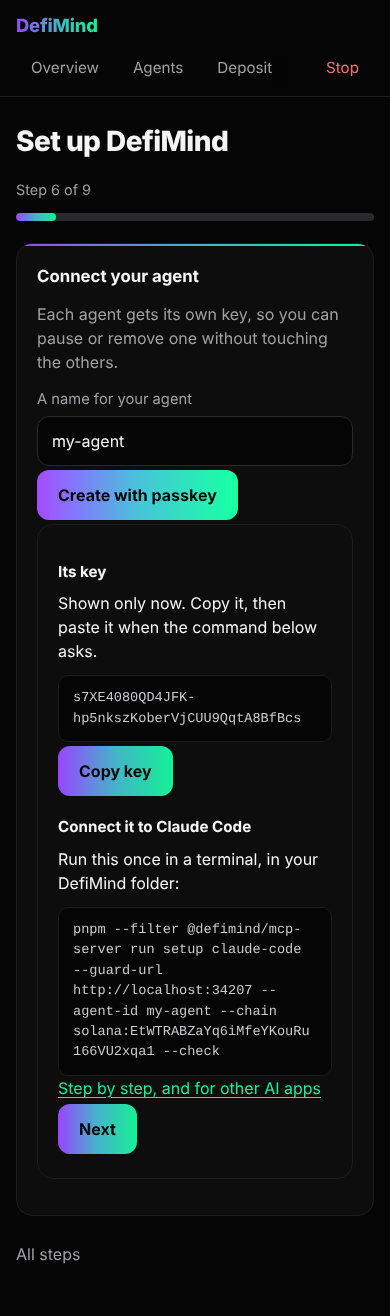 DefiMind
Overview Agents Deposit Stop
Set up DefiMind
Step 6 of 9
Connect your agent
Each agent gets its own key, so you can
pause or remove one without touching
the others.
A name for your agent
my-agent
Create with passkey
Its key
Shown only now. Copy it, then
paste it when the command below
asks.
s7XE4080QD4JFK-
hp5nkszKoberVjCUU9QqtA8BfBcs
Copy key
Connect it to Claude Code
Run this once in a terminal, in your
DefiMind folder:
pnpm --filter @defimind/mcp-
server run setup claude-code
--guard-url
http://localhost:34207 --
agent-id my-agent --chain
solana:EtWTRABZaYq6iMfeYKouRu
166VU2xqa1 --check
Step by step, and for other AI apps
Next
All steps